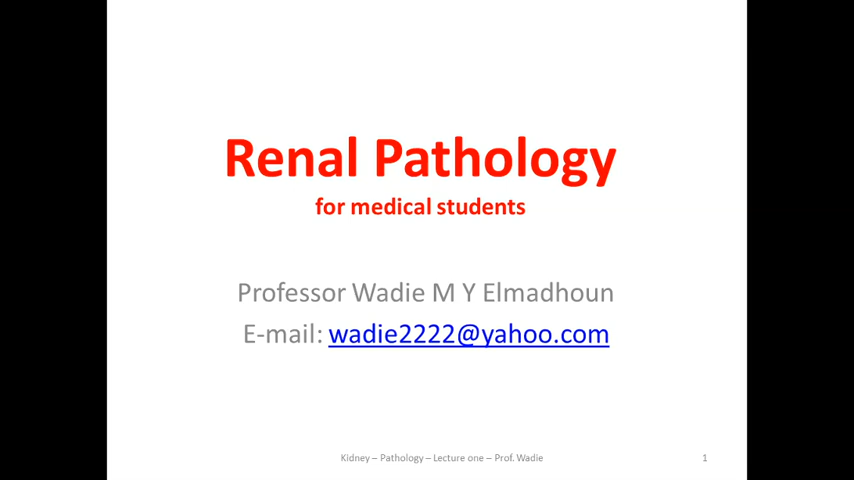 Renal Pathology
for medical students
Professor Wadie M Y Elmadhoun
E-mail: wadie2222@yahoo.com
Kidney – Pathology – Lecture one – Prof. Wadie
1